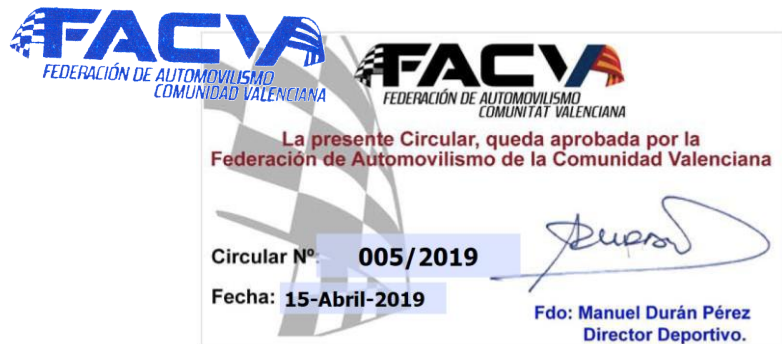 FACV
FEDERACIÓN DE AUTOMOVILISMO
COMUNIDAD VALENCIANA
FACV
FEDERACIÓN DE AUTOMOVILISMO
COMUNITAT VALENCIANA
La presente Circular, queda aprobada por la
Federación de Automovilismo de la Comunidad Valenciana
Circular Nº: 005/2019
Fecha: 15-Abril-2019
Fdo: Manuel Durán Pérez
Director Deportivo.